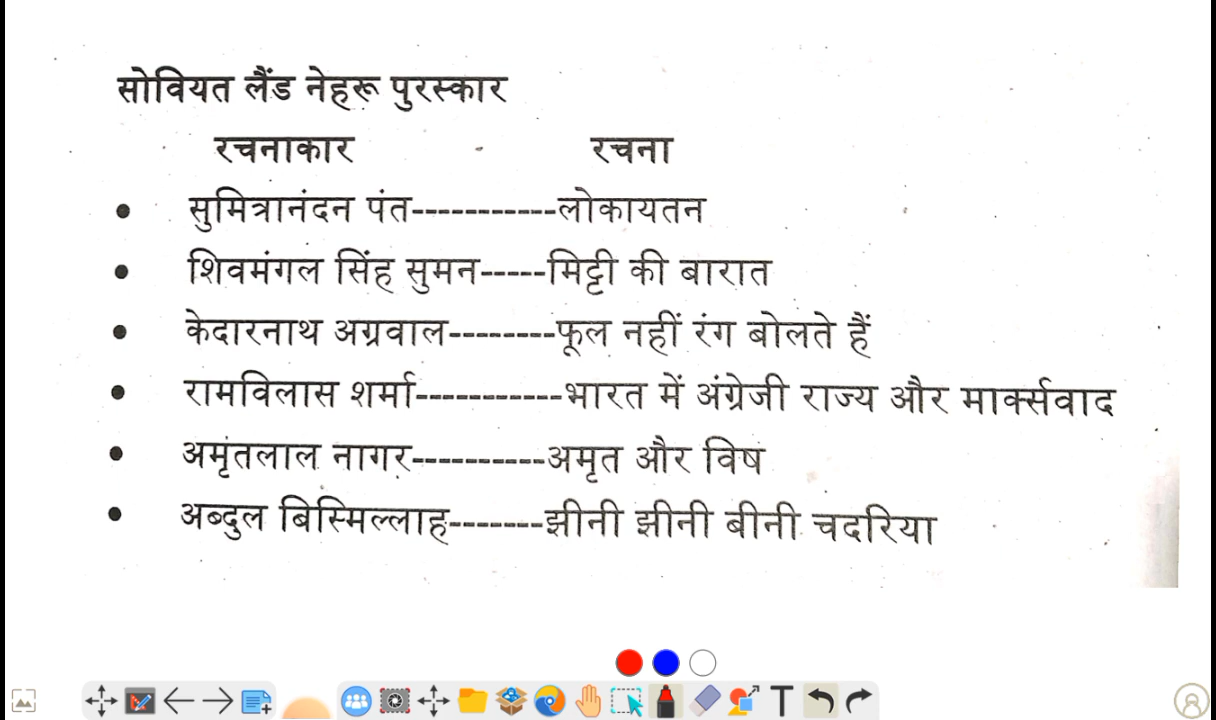 सोवियत लैंड नेहरू पुरस्कार
रचनाकार - रचना
• सुमित्रानंदन पंत-----------लोकायतन
• शिवमंगल सिंह सुमन-----मिट्टी की बारात
• केदारनाथ अग्रवाल--------फूल नहीं रंग बोलते हैं
• रामविलास शर्मा-----------भारत में अंग्रेजी राज्य और मार्क्सवाद
• अमृंतलाल नागर----------अमृत और विष
• अब्दुल बिस्मिल्लाह-------झीनी झीनी बीनी चदरिया
T